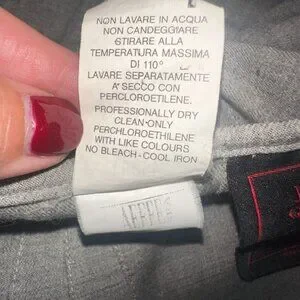 NON LAVARE IN ACQUA
NON CANDEGGIARE
STIRARE ALLA
TEMPERATURA MASSIMA
DI 110°
LAVARE SEPARATAMENTE
A SECCO CON
PERCLOROETILENE.
PROFESSIONALLY DRY
CLEAN-ONLY
PERCHLOROETHILENE
WITH LIKE COLOURS
NO BLEACH-COOL IRON